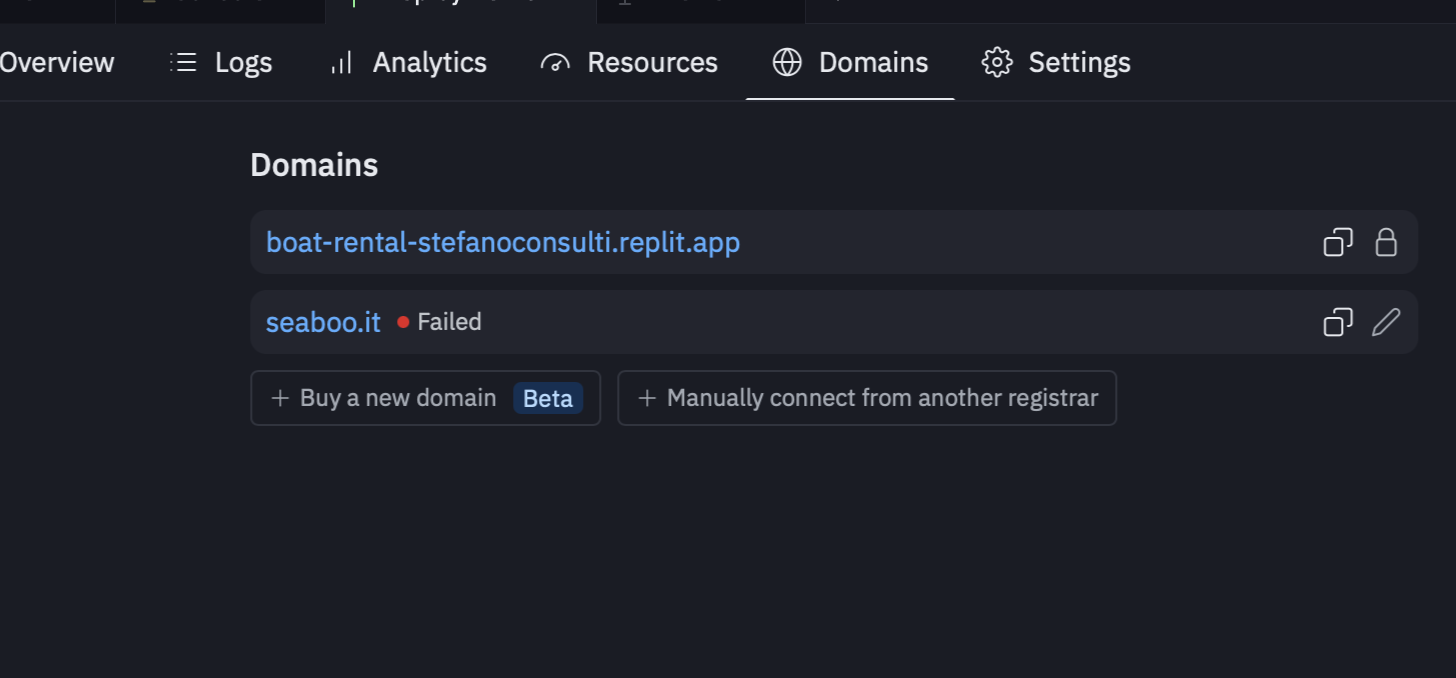 Overview Logs Analytics Resources Domains Settings
Domains
boat-rental-stefanoconsulti.replit.app
seaboo.it Failed
Buy a new domain Beta Manually connect from another registrar